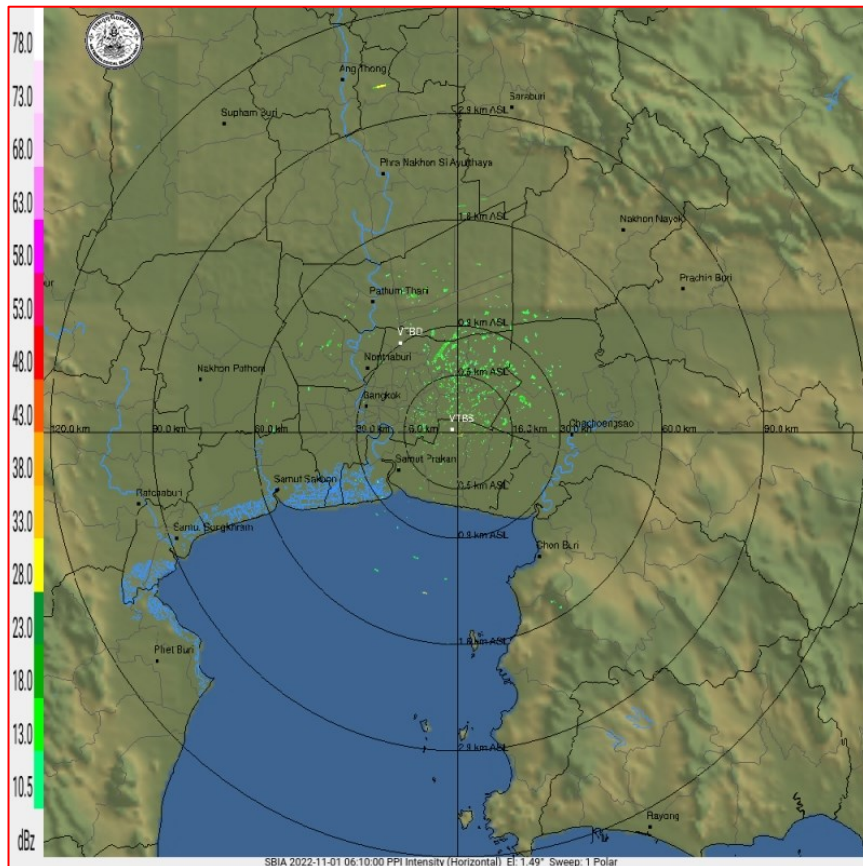 78.0
73.0
68.0
63.0
58.0
53.0
48.0
43.0
38.0
33.0
28.0
23.0
18.0
13.0
10.5
dBz
Ang Thong
Saraburi
2.9 km ASL
Supham Buri
Phra Nakhon Si Ayutthaya
1.6 km ASL
Nakhon Nayok
Prachin Buri
Pathum Thani
0.9 km ASL
VTBD
Nonthaburi
0.5 km ASL
Nakhon Pathom
Bangkok
VTBS
Chachoengsao
120.0 km
90.0 km
60.0 km
30.0 km
16.0 km
16.0 km
30.0 km
60.0 km
90.0 km
Samut Prakan
Samut Sakhon
Ratchaburi
Samut Songkhram
0.9 km ASL
Chon Buri
1.6 km ASL
Phet Buri
2.9 km ASL
Rayong
SBIA 2022-11-01 06:10:00 PPI Intensity (Horizontal) El: 1.49° Sweep: 1 Polar